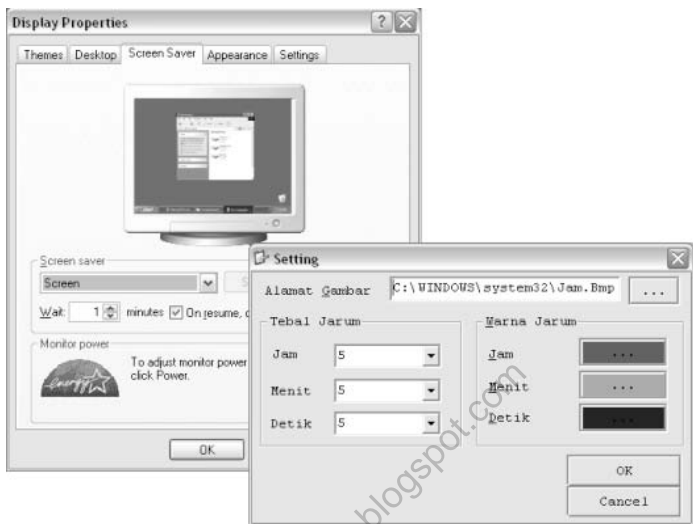 Display Properties
Themes Desktop Screen Saver Appearance Settings
Screen saver
Screen
Wait: 1 minutes On resume,
Monitor power
To adjust monitor power
click Power.
energy
OK
Setting
Alamat Gambar C:\WINDOWS\system32\Jam.Bmp ...
Tebal Jarum
Jam 5
Menit 5
Detik 5
Warna Jarum
Jam ...
Menit ...
Detik ...
OK
Cancel
blogspot.com